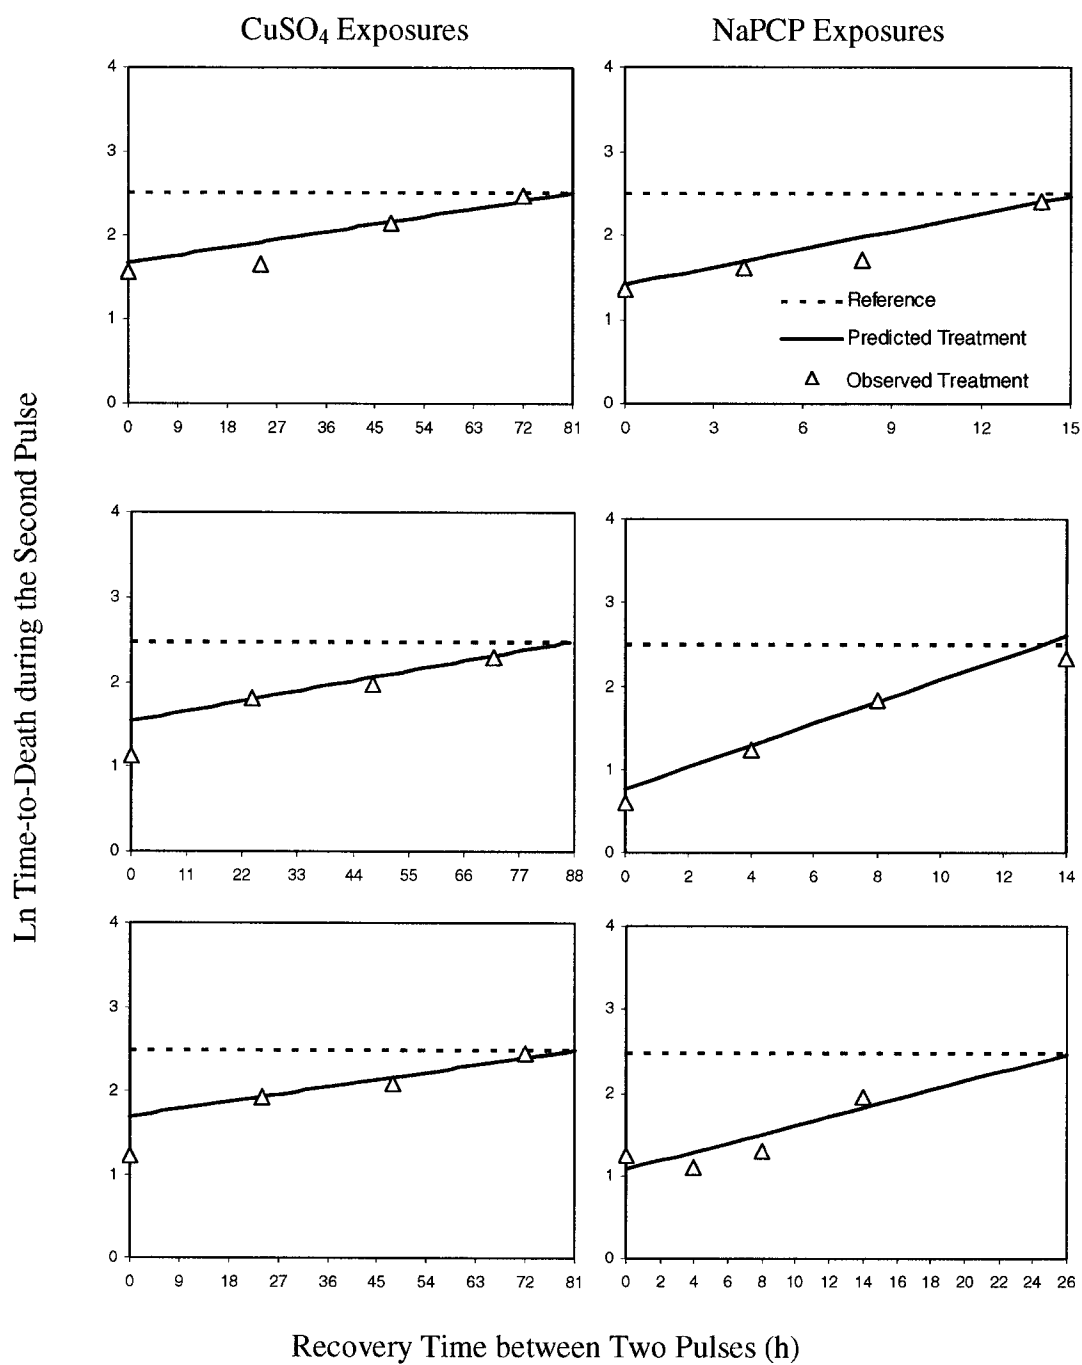 CuSO4 Exposures
NaPCP Exposures
Ln Time-to-Death during the Second Pulse
4
3
2
1
0
0 9 18 27 36 45 54 63 72 81
4
3
2
1
0
Reference
Predicted Treatment
Observed Treatment
0 3 6 9 12 15
4
3
2
1
0
0 11 22 33 44 55 66 77 88
4
3
2
1
0
0 2 4 6 8 10 12 14
4
3
2
1
0
0 9 18 27 36 45 54 63 72 81
4
3
2
1
0
0 2 4 6 8 10 12 14 16 18 20 22 24 26
Recovery Time between Two Pulses (h)